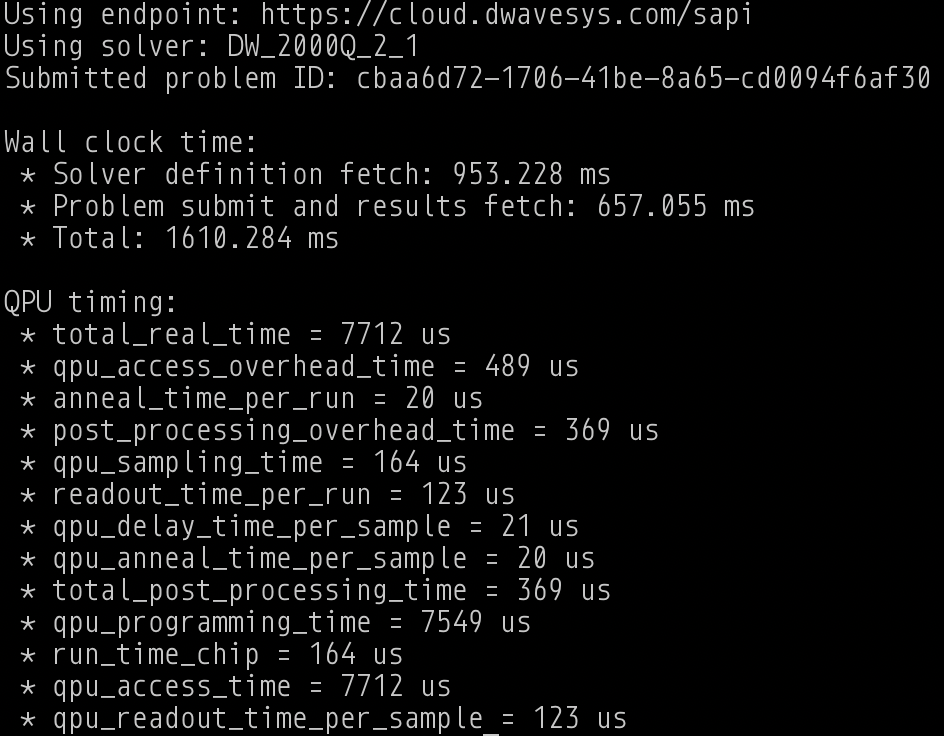 Using endpoint: https://cloud.dwavesys.com/sapi
Using solver: DW_2000Q_2_1
Submitted problem ID: cbaa6d72-1706-41be-8a65-cd0094f6af30

Wall clock time:
 * Solver definition fetch: 953.228 ms
 * Problem submit and results fetch: 657.055 ms
 * Total: 1610.284 ms

QPU timing:
 * total_real_time = 7712 us
 * qpu_access_overhead_time = 489 us
 * anneal_time_per_run = 20 us
 * post_processing_overhead_time = 369 us
 * qpu_sampling_time = 164 us
 * readout_time_per_run = 123 us
 * qpu_delay_time_per_sample = 21 us
 * qpu_anneal_time_per_sample = 20 us
 * total_post_processing_time = 369 us
 * qpu_programming_time = 7549 us
 * run_time_chip = 164 us
 * qpu_access_time = 7712 us
 * qpu_readout_time_per_sample = 123 us